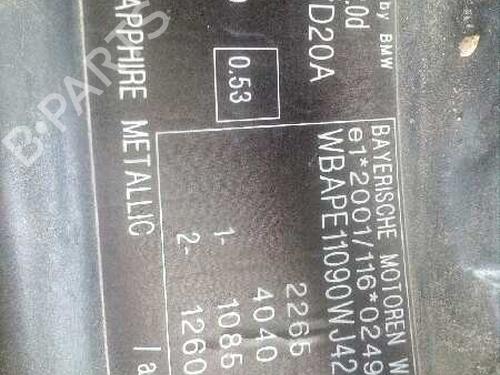 BAYERISCHE MOTOREN W
e1*2001/116*0249
WBAPE11090WJ42
2265
4040
1- 1085
2- 1260
by BMW
.0d
D20A
0.53
APPHIRE METALLIC
B-PARTS